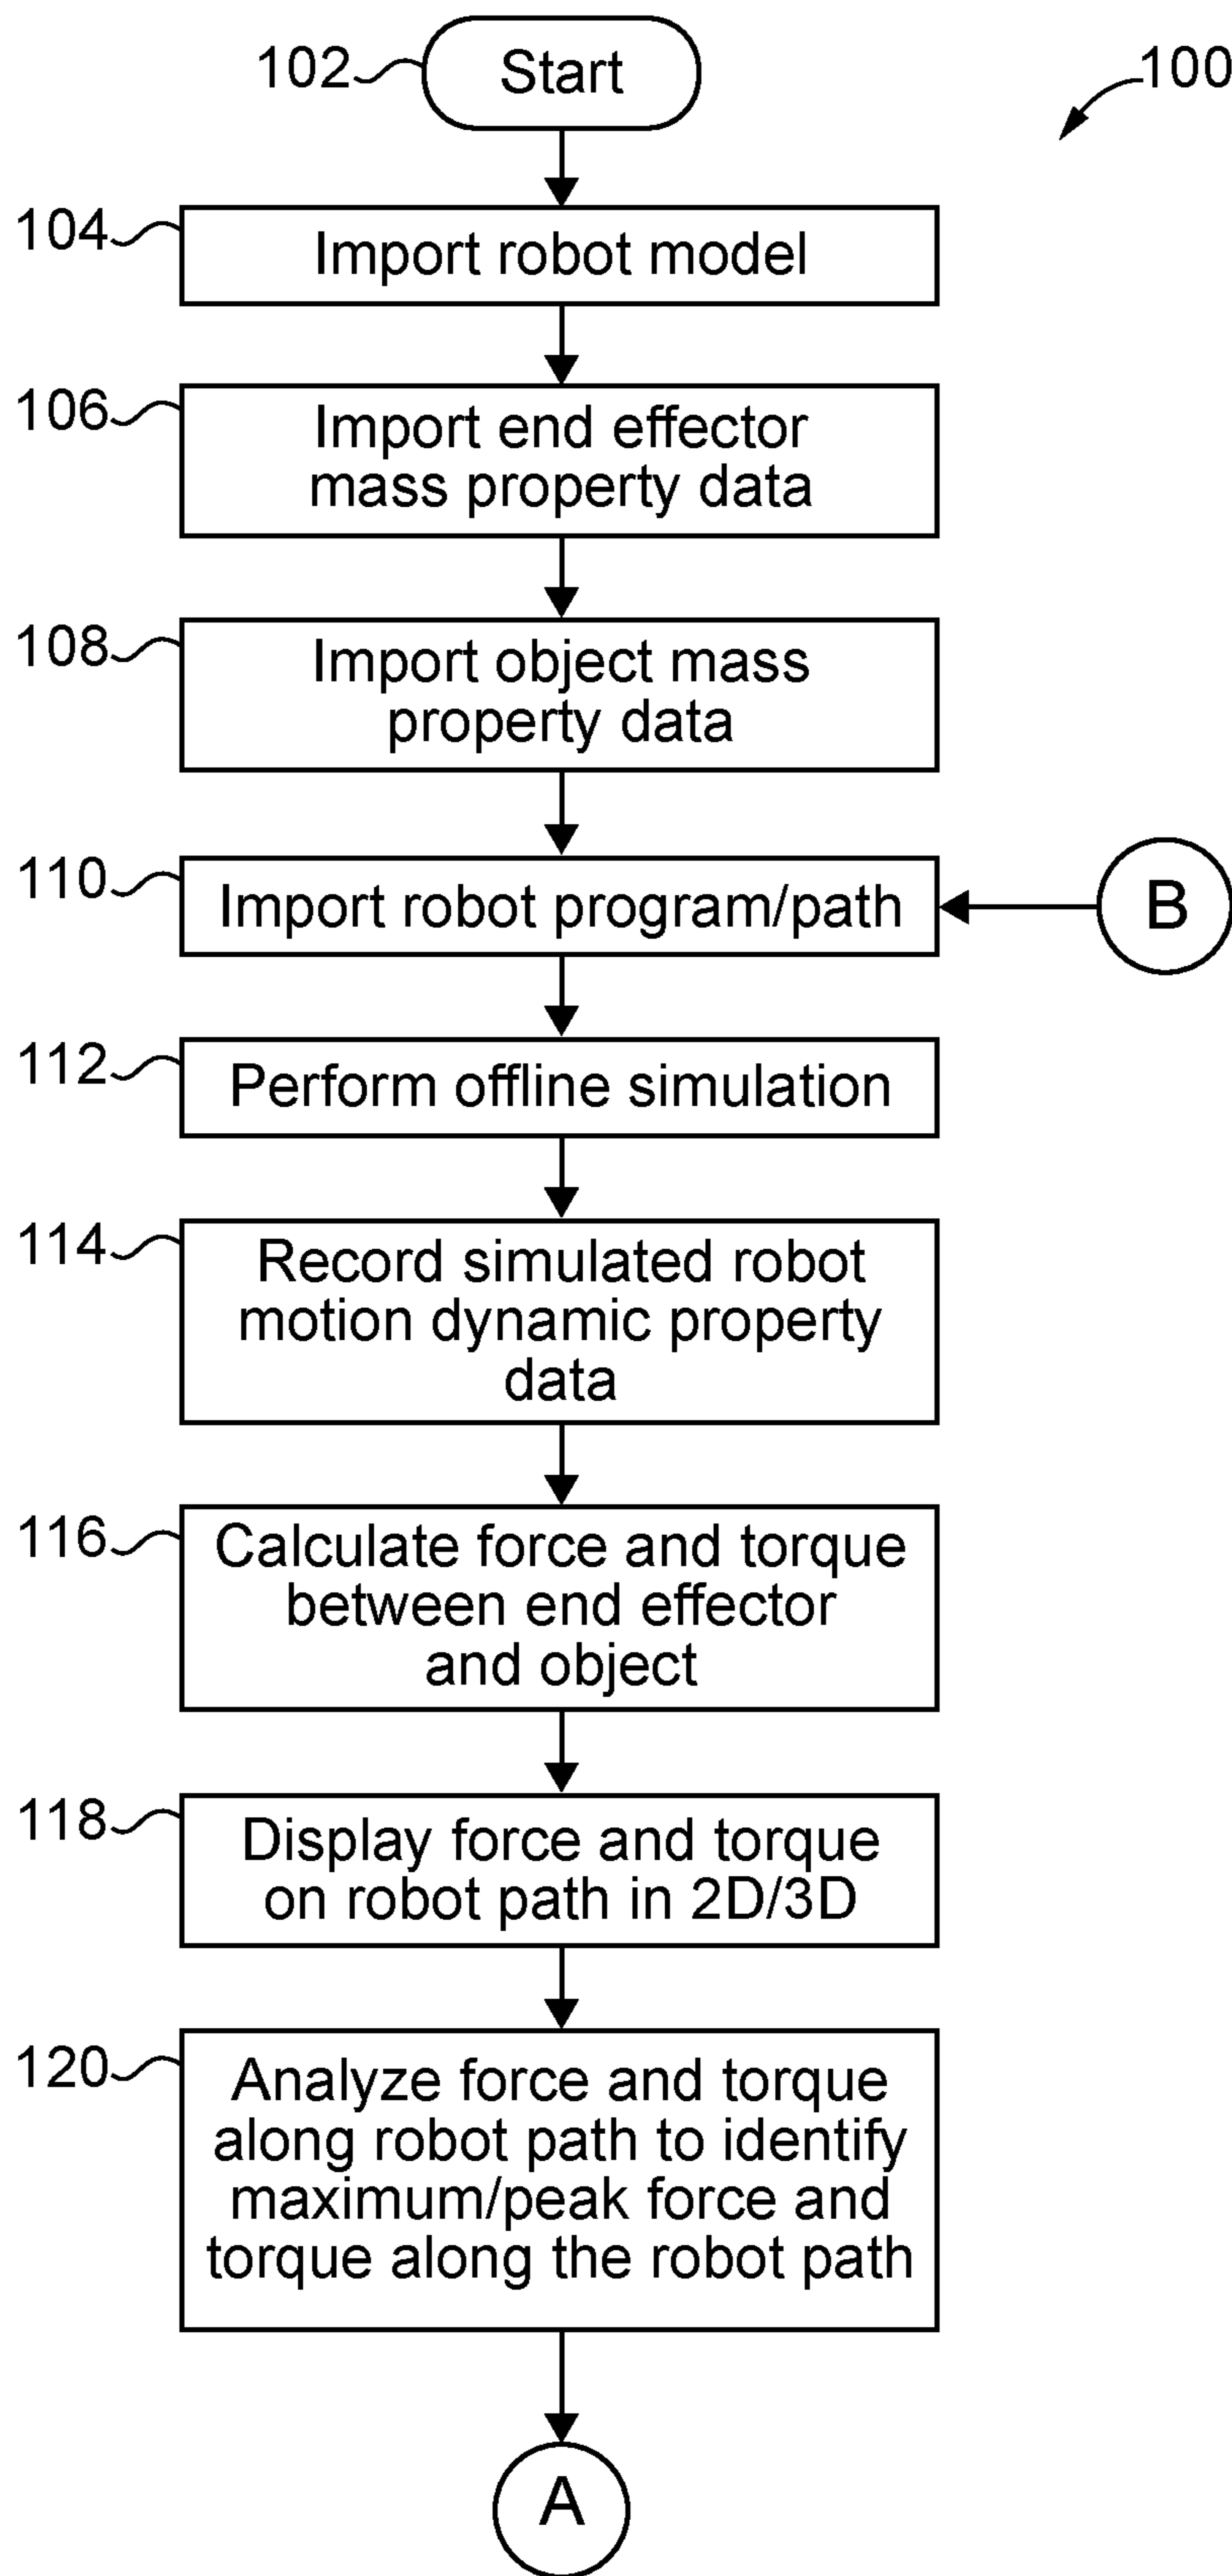 102
Start
100
104
Import robot model
106
Import end effector
mass property data
108
Import object mass
property data
110
Import robot program/path
B
112
Perform offline simulation
114
Record simulated robot
motion dynamic property
data
116
Calculate force and torque
between end effector
and object
118
Display force and torque
on robot path in 2D/3D
120
Analyze force and torque
along robot path to identify
maximum/peak force and
torque along the robot path
A